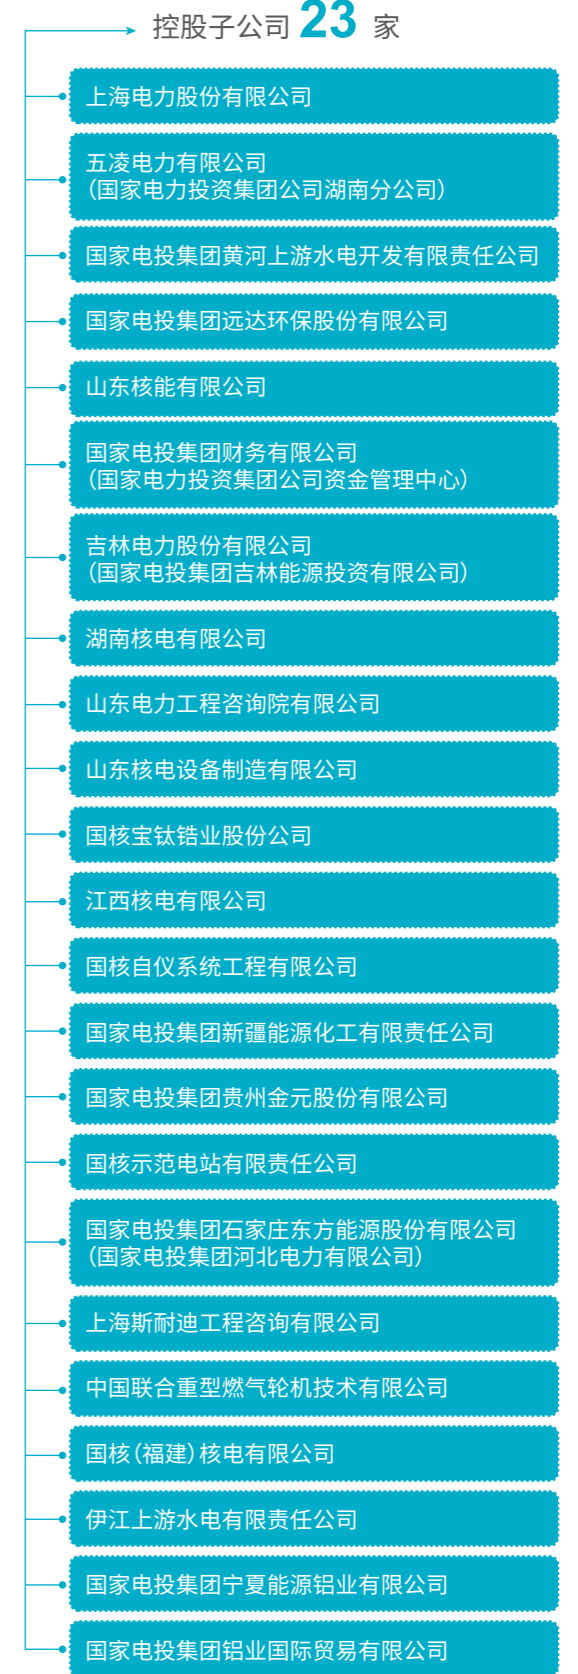 控股子公司 23 家
上海电力股份有限公司
五凌电力有限公司
（国家电力投资集团公司湖南分公司）
国家电投集团黄河上游水电开发有限责任公司
国家电投集团远达环保股份有限公司
山东核能有限公司
国家电投集团财务有限公司
（国家电力投资集团公司资金管理中心）
吉林电力股份有限公司
（国家电投集团吉林能源投资有限公司）
湖南核电有限公司
山东电力工程咨询院有限公司
山东核电设备制造有限公司
国核宝钛锆业股份公司
江西核电有限公司
国核自仪系统工程有限公司
国家电投集团新疆能源化工有限责任公司
国家电投集团贵州金元股份有限公司
国核示范电站有限责任公司
国家电投集团石家庄东方能源股份有限公司
（国家电投集团河北电力有限公司）
上海斯耐迪工程咨询有限公司
中国联合重型燃气轮机技术有限公司
国核（福建）核电有限公司
伊江上游水电有限责任公司
国家电投集团宁夏能源铝业有限公司
国家电投集团铝业国际贸易有限公司